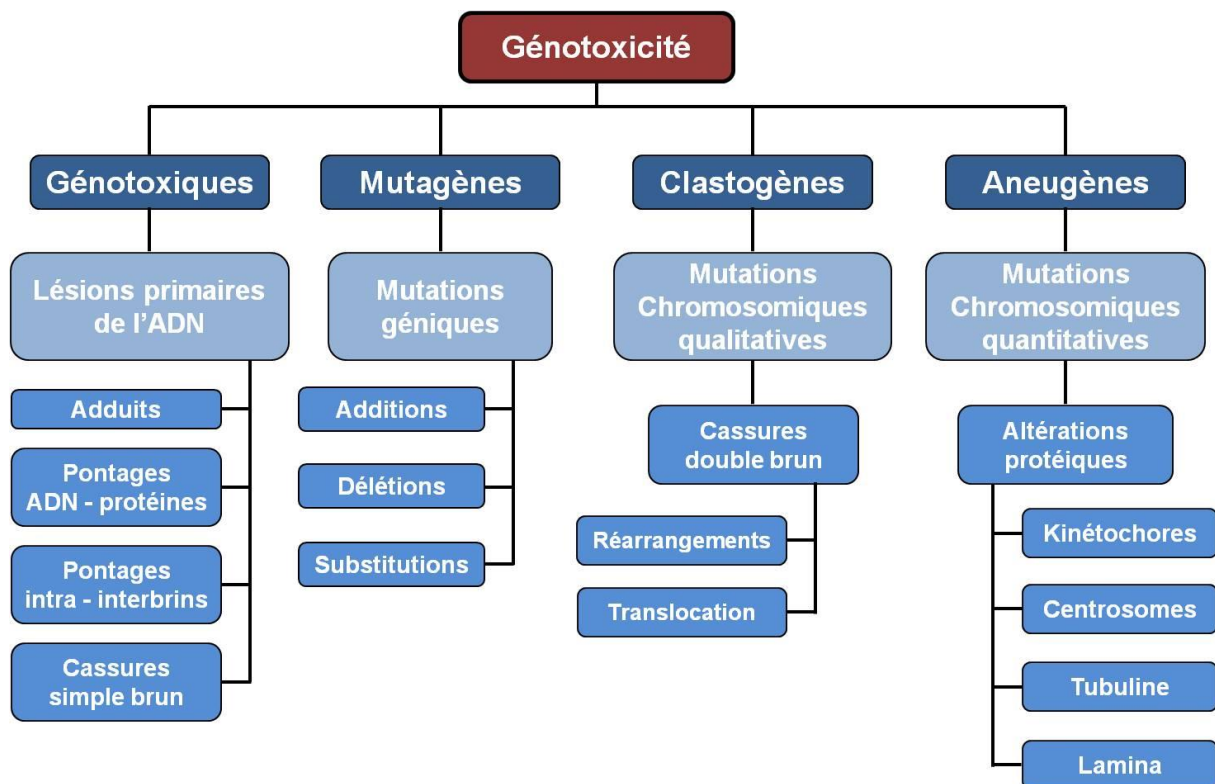 Génotoxicité
Génotoxiques
Mutagènes
Clastogènes
Aneugènes
Lésions primaires
de l'ADN
Mutations
géniques
Mutations
Chromosomiques
qualitatives
Mutations
Chromosomiques
quantitatives
Adduits
Pontages
ADN - protéines
Pontages
intra - interbrins
Cassures
simple brun
Additions
Délétions
Substitutions
Cassures
double brun
Réarrangements
Translocation
Altérations
protéiques
Kinétochores
Centrosomes
Tubuline
Lamina